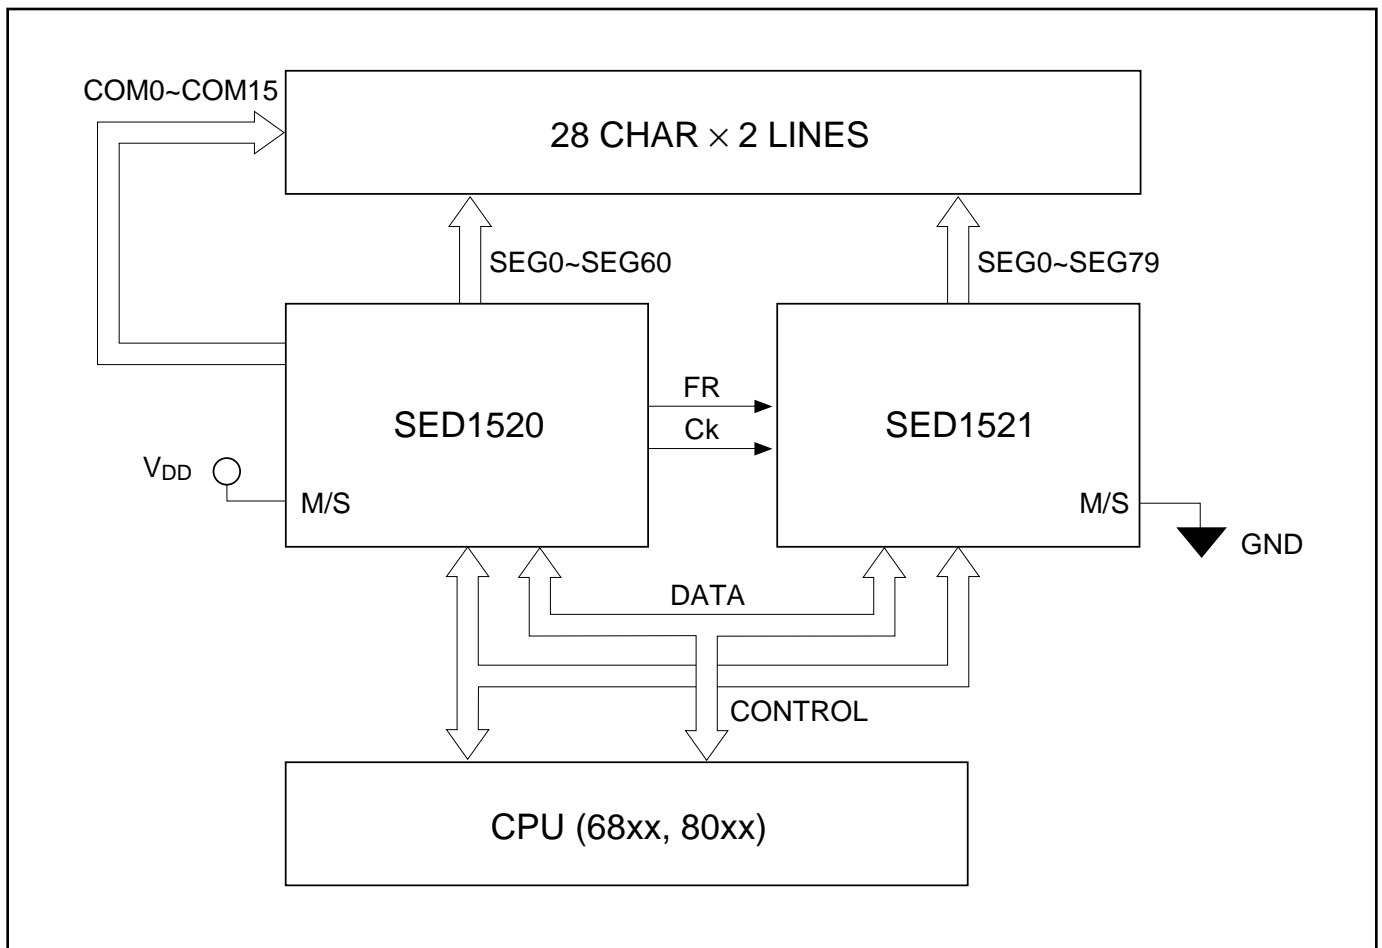 COM0~COM15
28 CHAR × 2 LINES
SEG0~SEG60
SEG0~SEG79
SED1520
FR
Ck
SED1521
VDD
M/S
M/S
GND
DATA
CONTROL
CPU (68xx, 80xx)